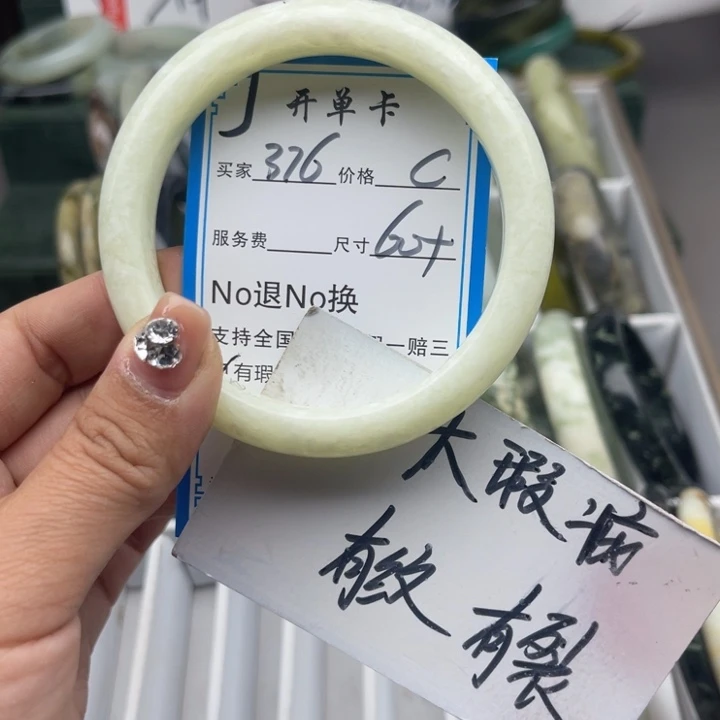 开单卡
买家 376 价格 C
服务费 尺寸 60+
No退No换
支持全国 一赔三
有瑕
大瑕疵
有纹
有裂